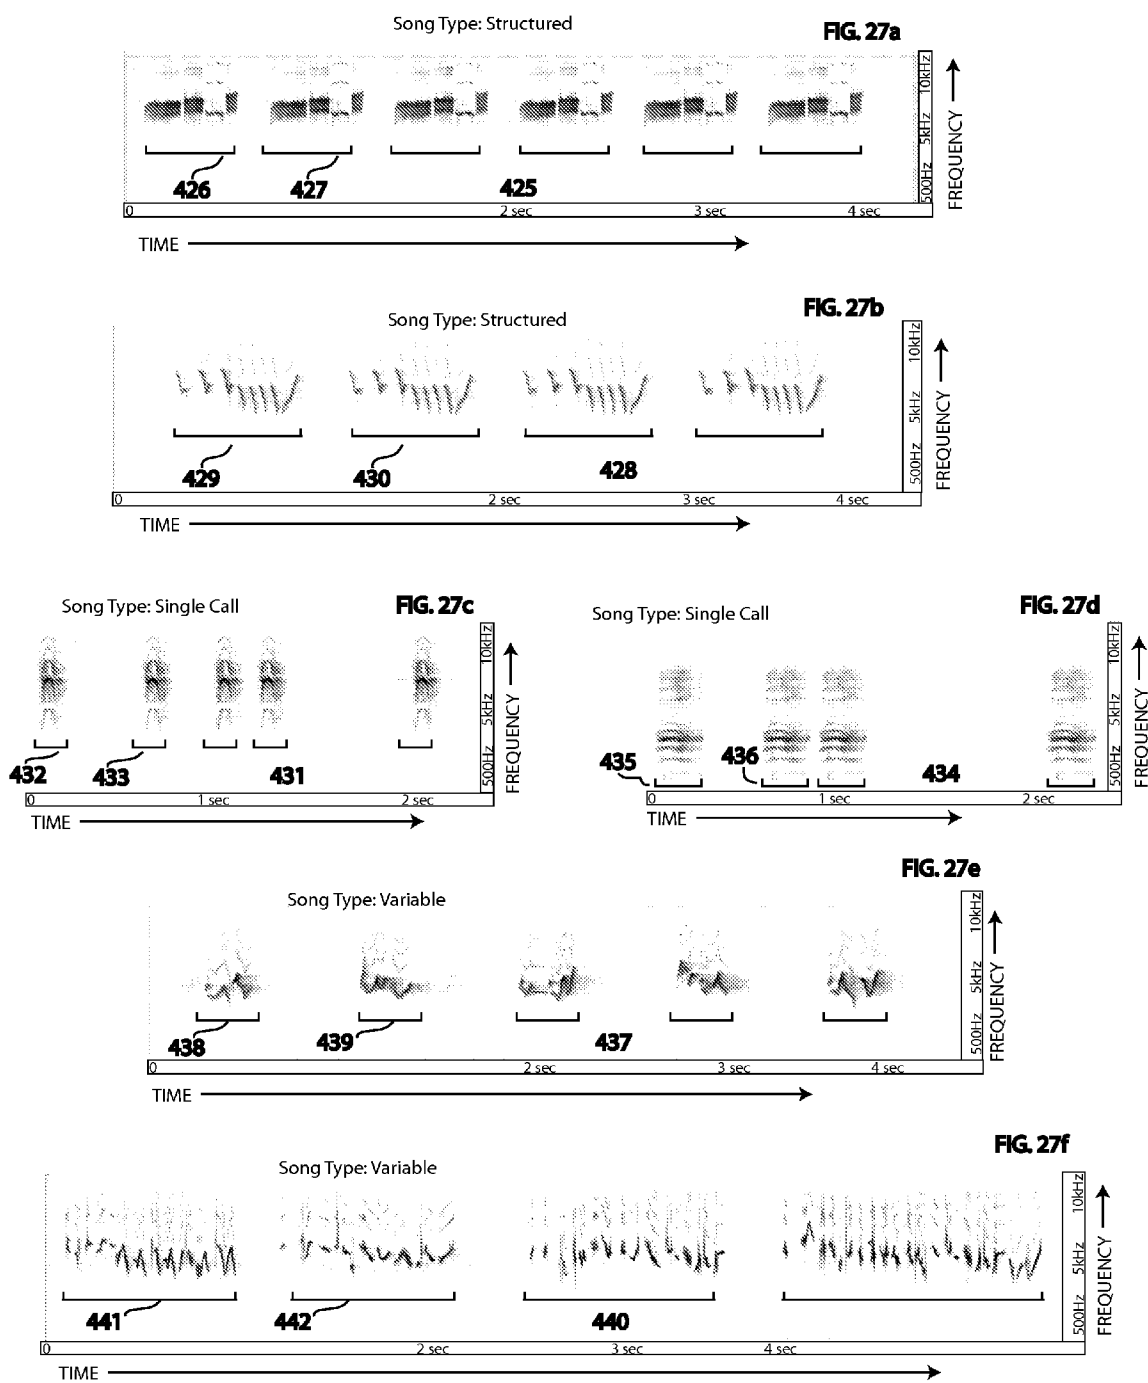 Song Type: Structured
FIG. 27a
10kHz
5kHz
500Hz
FREQUENCY
426
427
425
0
2 sec
3 sec
4 sec
TIME
FIG. 27b
Song Type: Structured
10kHz
5kHz
500Hz
FREQUENCY
429
430
428
0
2 sec
3 sec
4 sec
TIME
Song Type: Single Call
FIG. 27c
10kHz
5kHz
500Hz
FREQUENCY
432
433
431
0
1 sec
2 sec
TIME
Song Type: Single Call
FIG. 27d
10kHz
5kHz
500Hz
FREQUENCY
435
436
434
0
1 sec
2 sec
TIME
FIG. 27e
Song Type: Variable
10kHz
5kHz
500Hz
FREQUENCY
438
439
437
0
2 sec
3 sec
4 sec
TIME
FIG. 27f
Song Type: Variable
10kHz
5kHz
500Hz
FREQUENCY
441
442
440
0
2 sec
3 sec
4 sec
TIME